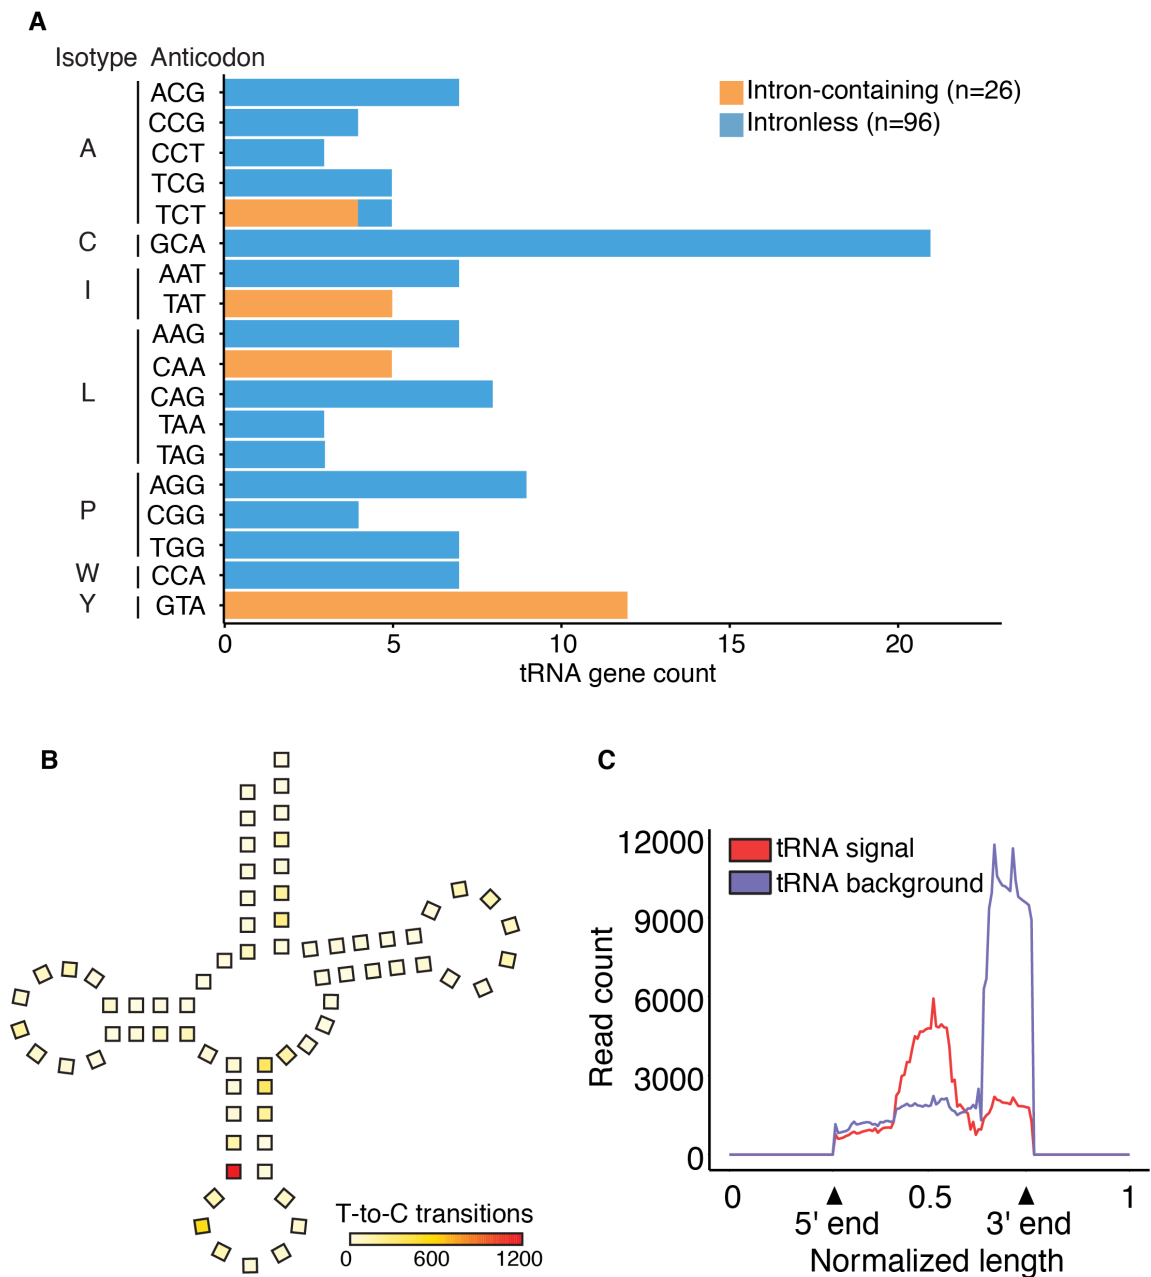 A
Isotype Anticodon
Intron-containing (n=26)
Intronless (n=96)
A
ACG
CCG
CCT
TCG
TCT
C
GCA
I
AAT
TAT
L
AAG
CAA
CAG
TAA
TAG
P
AGG
CGG
TGG
W
CCA
Y
GTA
0 5 10 15 20
tRNA gene count
B
T-to-C transitions
0 600 1200
C
tRNA signal
tRNA background
Read count
12000
9000
6000
3000
0
0 0.5 1
5' end 3' end
Normalized length